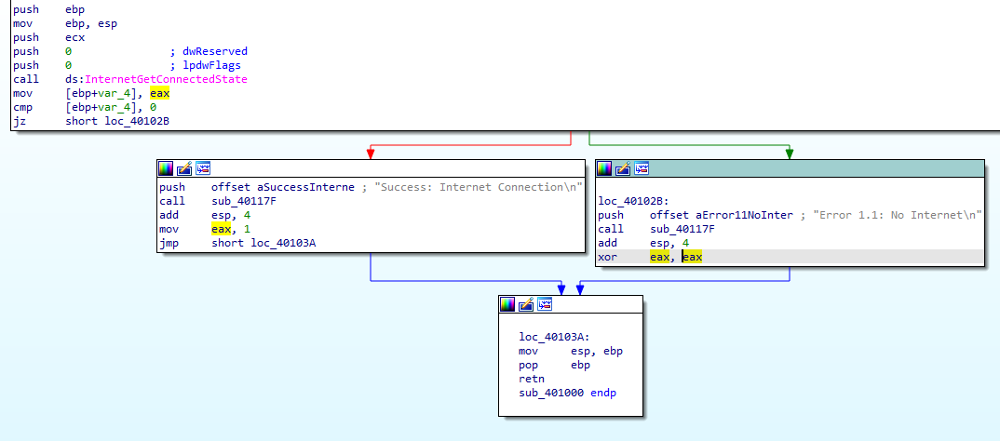 push    ebp
mov     ebp, esp
push    ecx
push    0               ; dwReserved
push    0               ; lpdwFlags
call    ds:InternetGetConnectedState
mov     [ebp+var_4], eax
cmp     [ebp+var_4], 0
jz      short loc_40102B
push    offset aSuccessInterne ; "Success: Internet Connection\n"
call    sub_40117F
add     esp, 4
mov     eax, 1
jmp     short loc_40103A
loc_40102B:
push    offset aError11NoInter ; "Error 1.1: No Internet\n"
call    sub_40117F
add     esp, 4
xor     eax, eax
loc_40103A:
mov     esp, ebp
pop     ebp
retn
sub_401000 endp